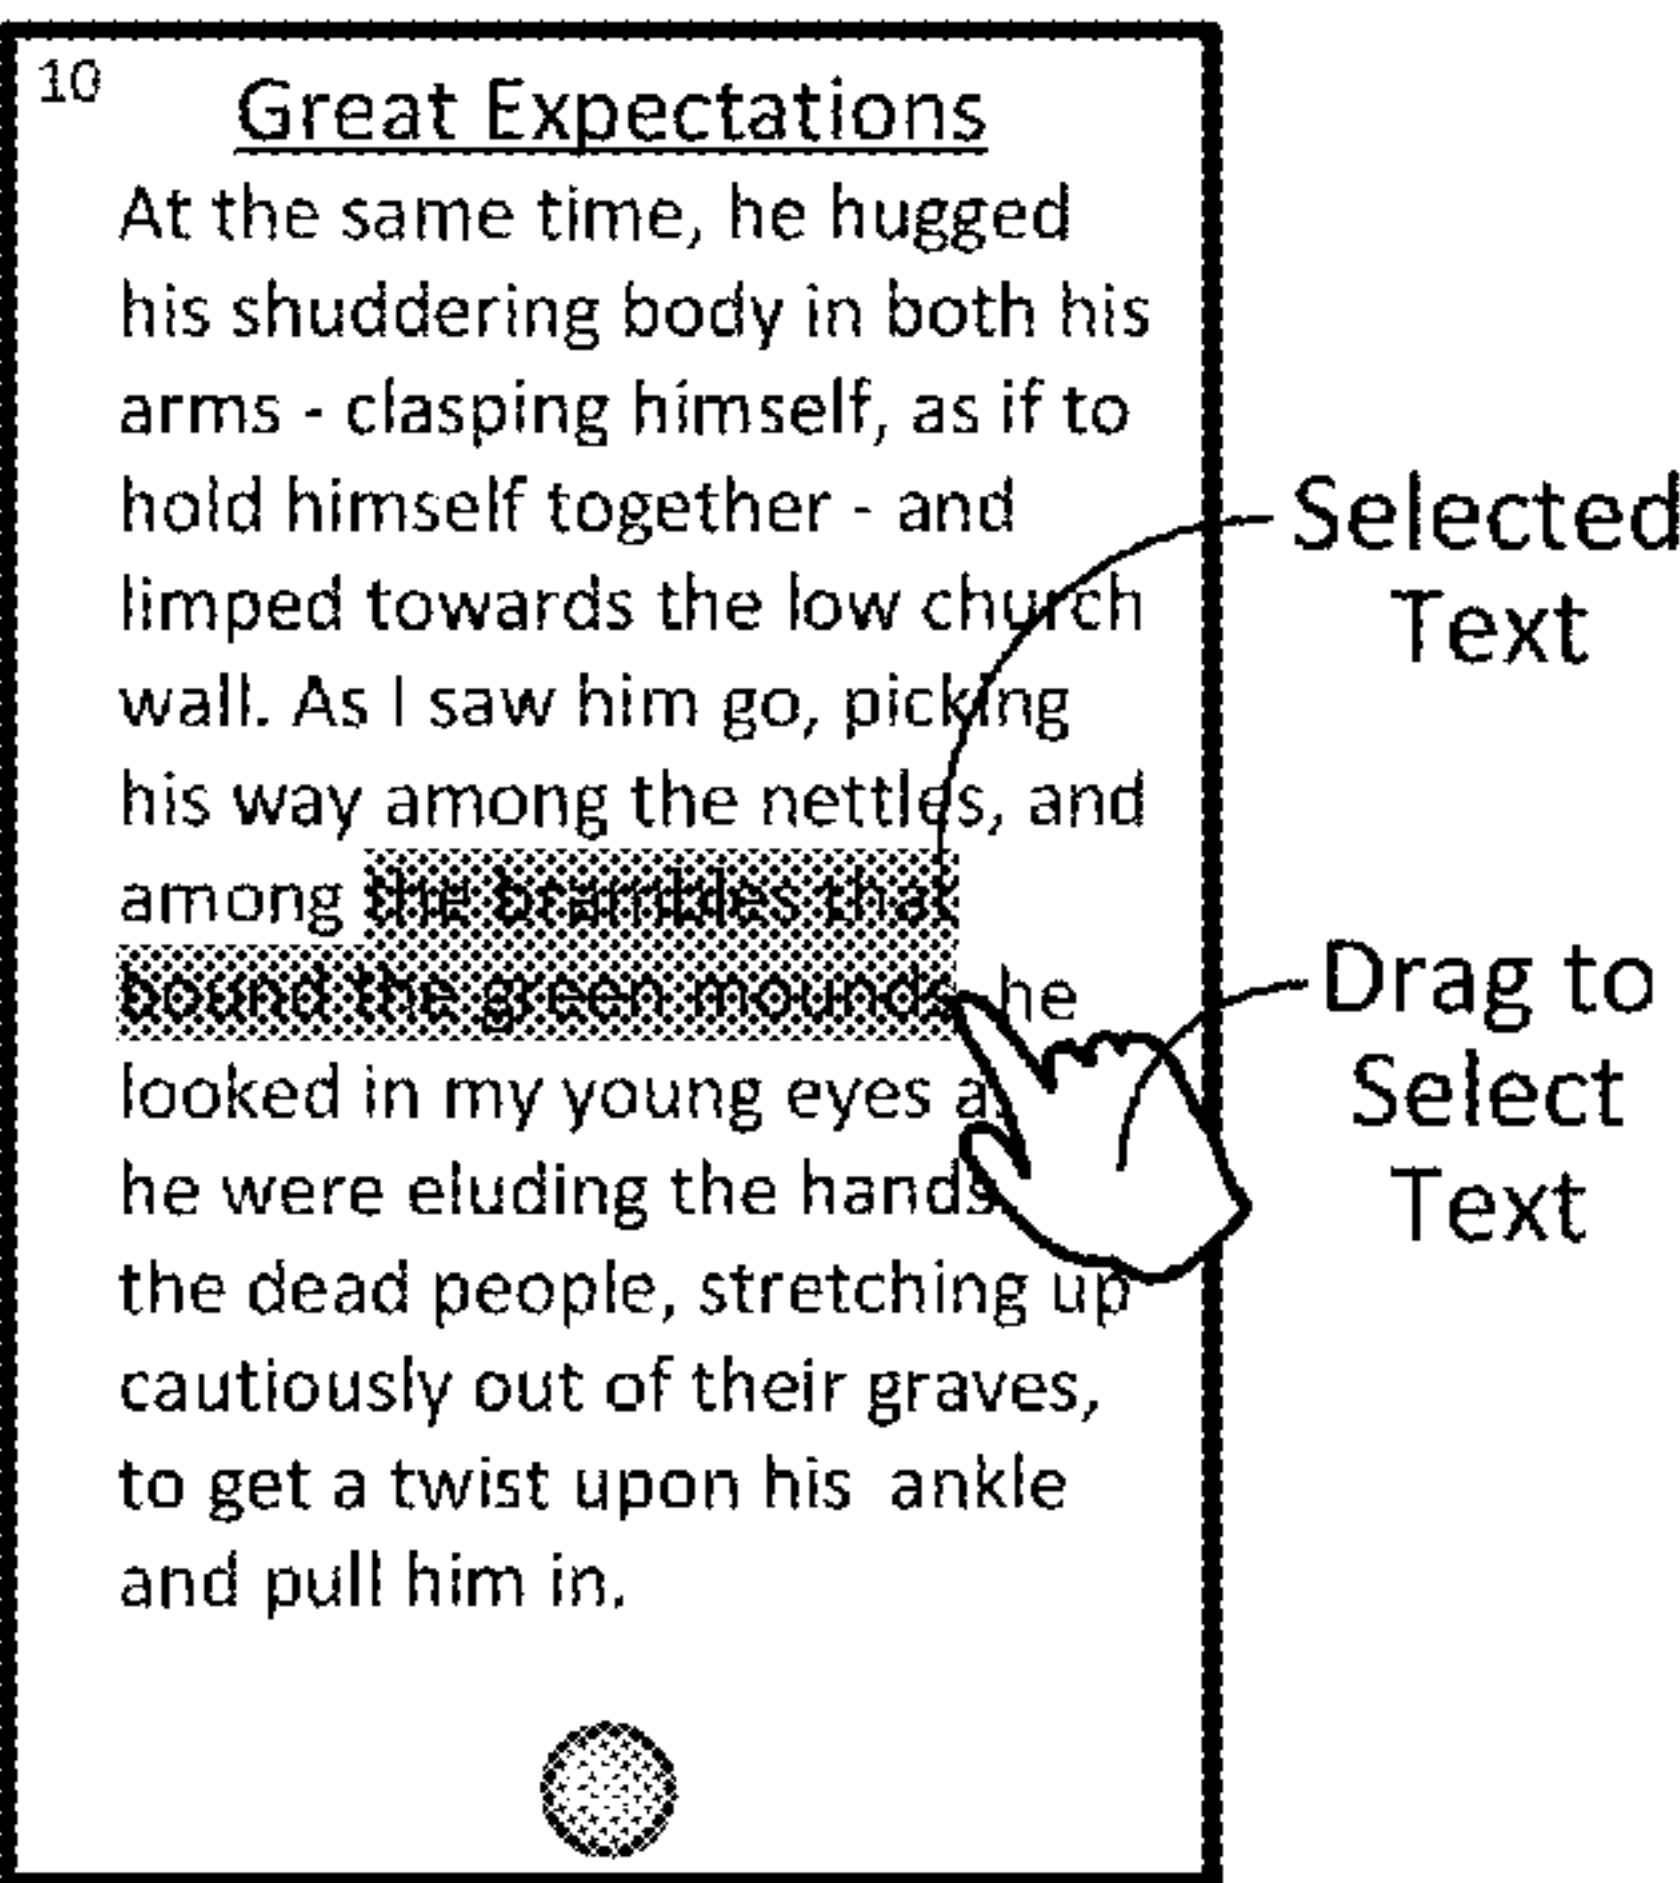 10
Great Expectations
At the same time, he hugged
his shuddering body in both his
arms - clasping himself, as if to
hold himself together - and
limped towards the low church
wall. As I saw him go, picking
his way among the nettles, and
among the brambles that
bound the green mounds he
looked in my young eyes as
he were eluding the hands
the dead people, stretching up
cautiously out of their graves,
to get a twist upon his ankle
and pull him in.
Selected
Text
Drag to
Select
Text